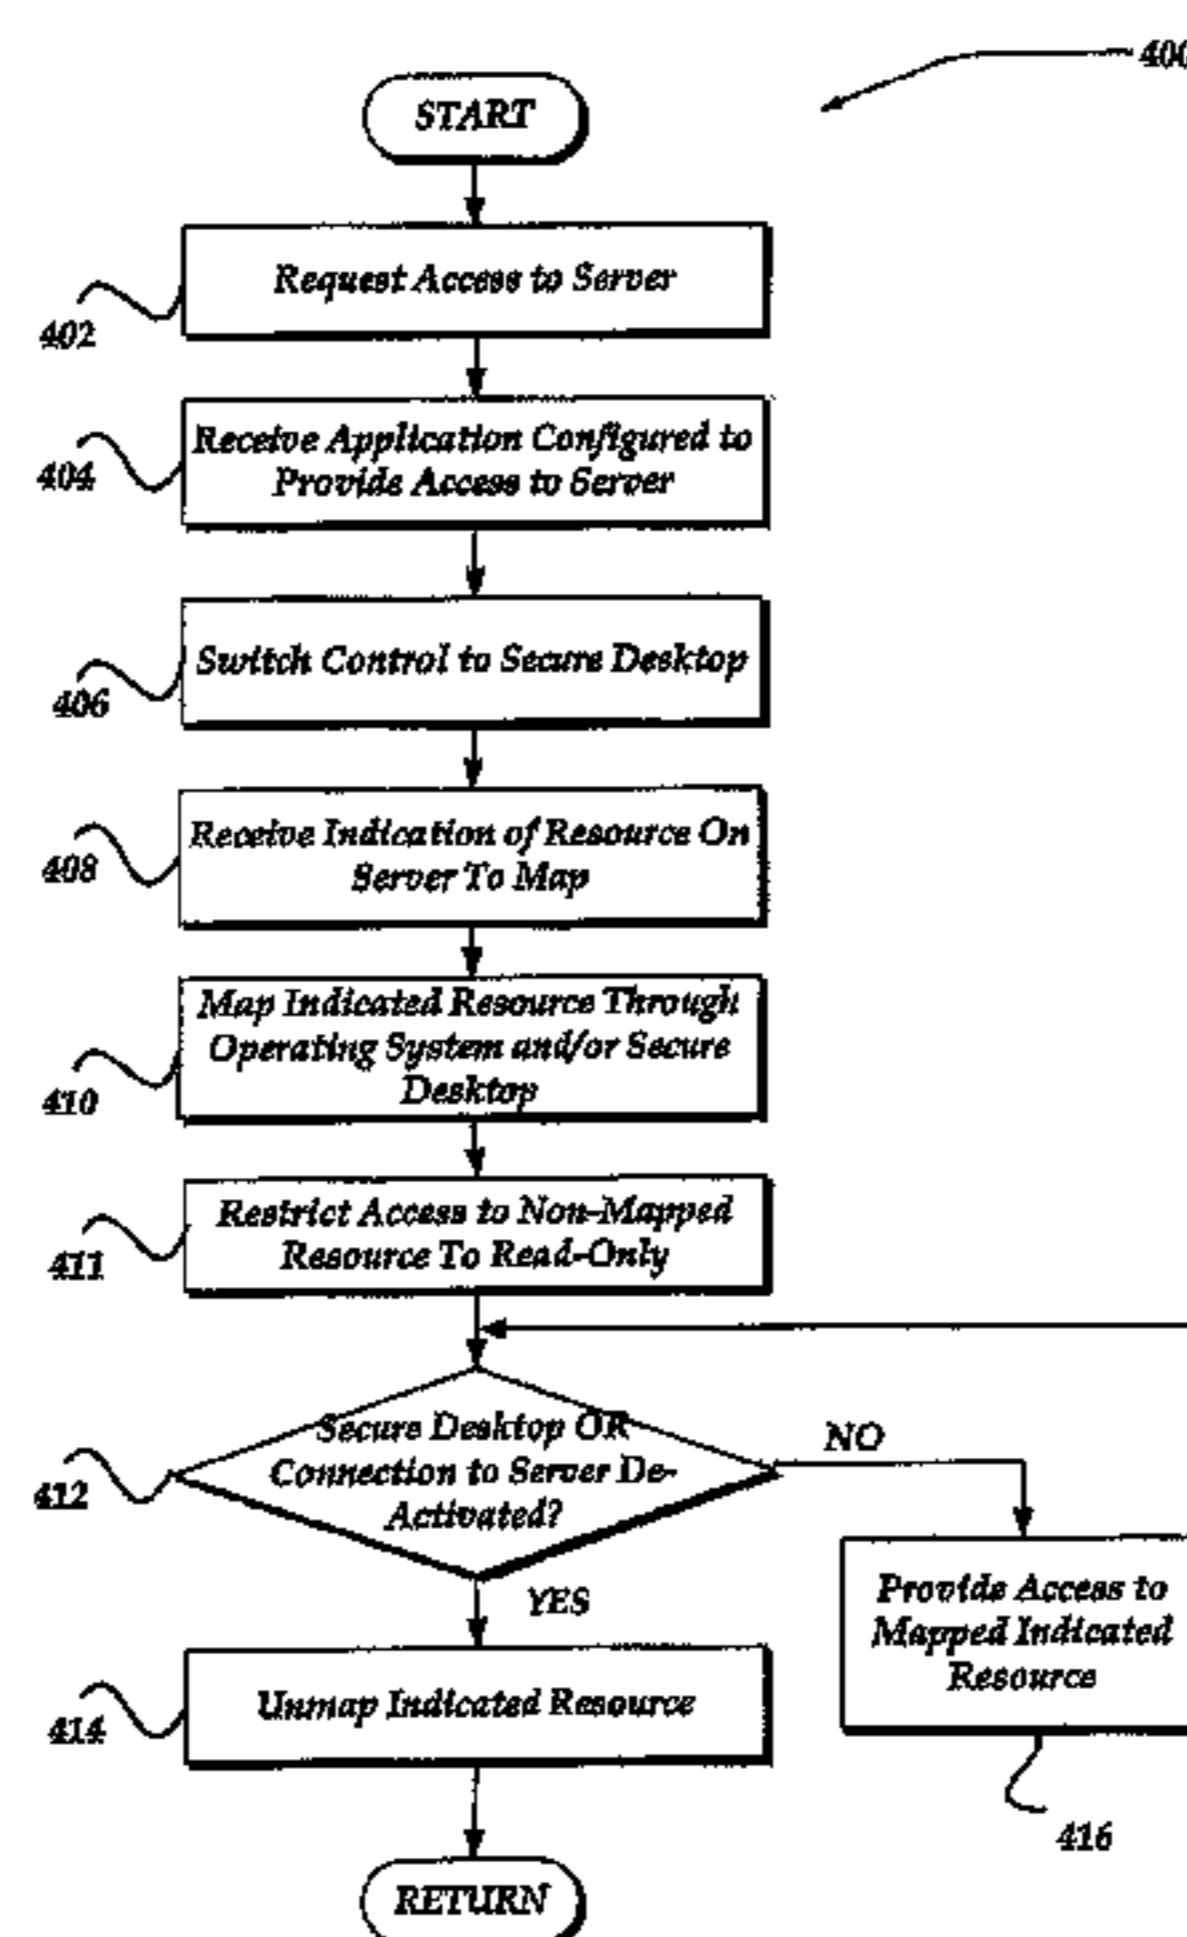 400
START
Request Access to Server
402
Receive Application Configured to
Provide Access to Server
404
Switch Control to Secure Desktop
406
Receive Indication of Resource On
Server To Map
408
Map Indicated Resource Through
Operating System and/or Secure
Desktop
410
Restrict Access to Non-Mapped
Resource To Read-Only
411
Secure Desktop OR
Connection to Server De-
Activated?
412
NO
YES
Provide Access to
Mapped Indicated
Resource
416
Unmap Indicated Resource
414
RETURN